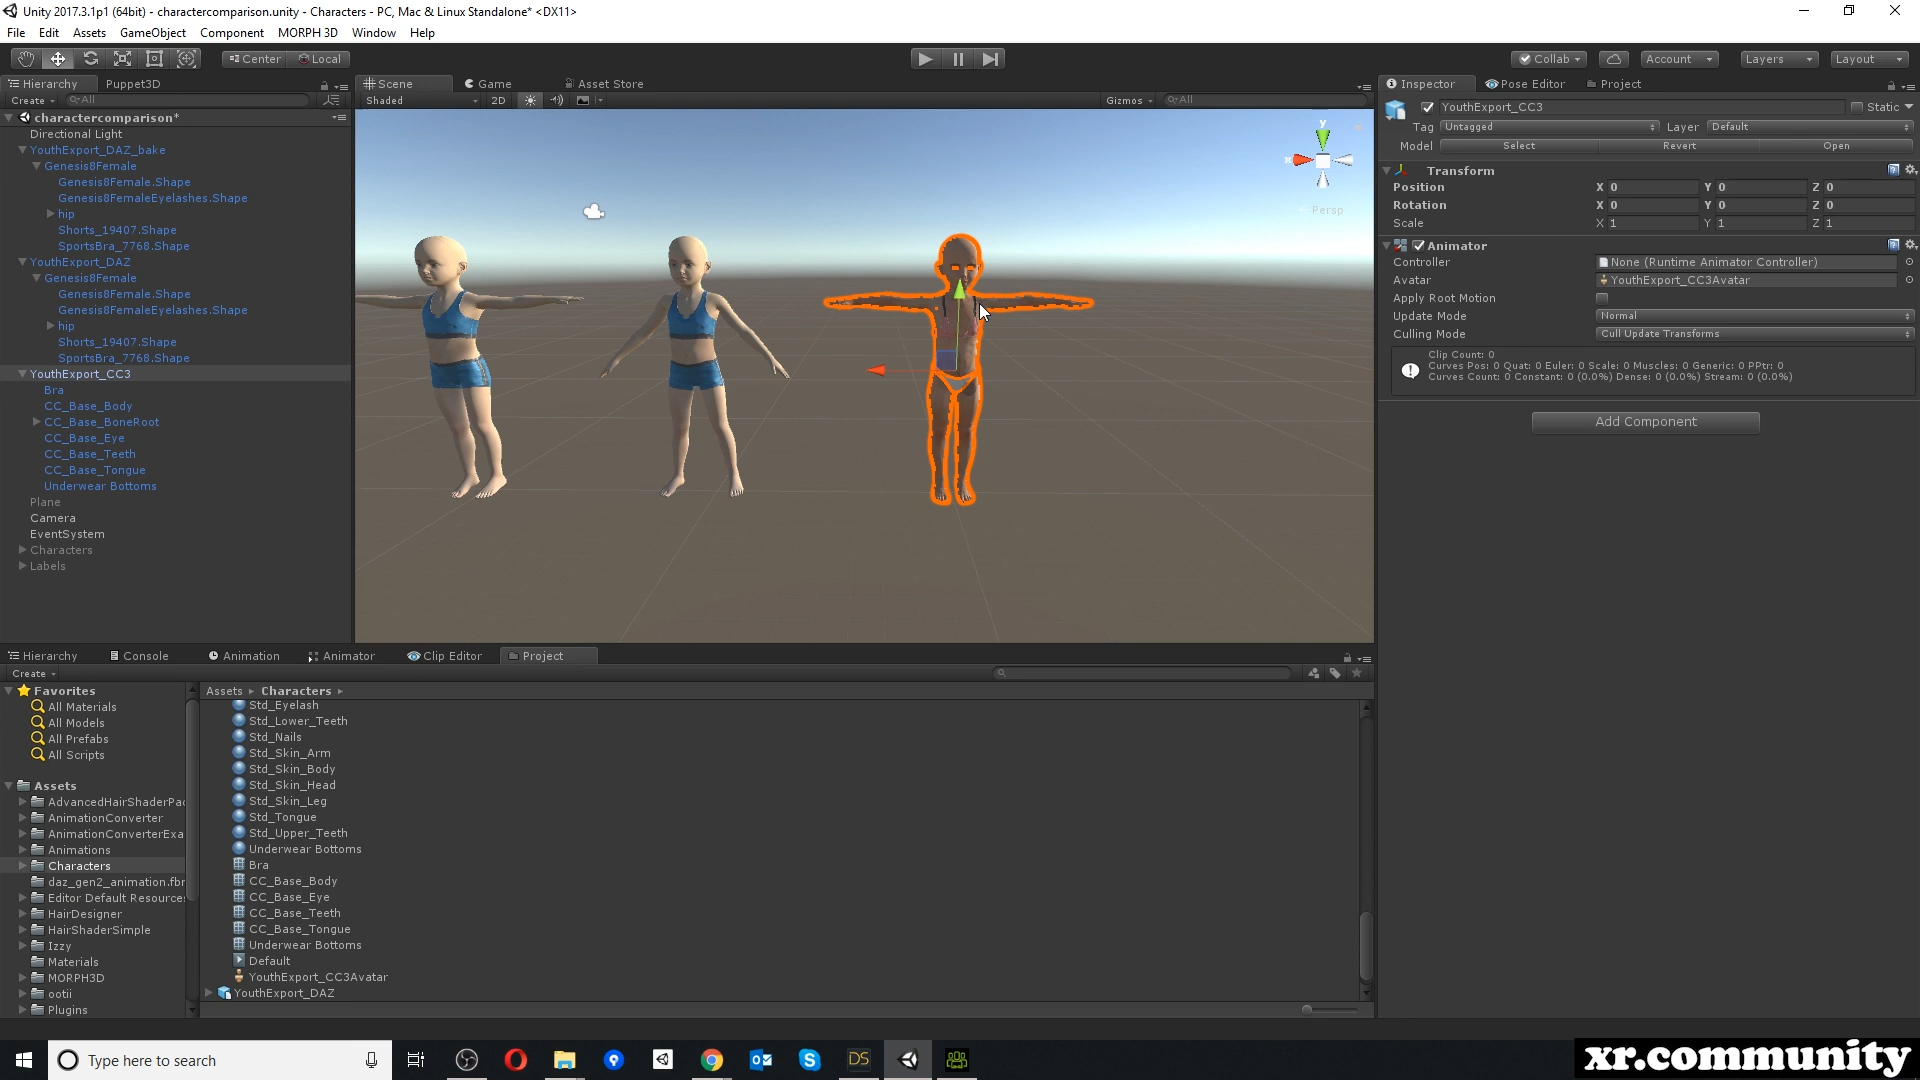 Unity 2017.3.1p1 (64bit) - charactercomparison.unity - Characters - PC, Mac & Linux Standalone* <DX11>
File Edit Assets GameObject Component MORPH 3D Window Help
Center Local Collab Account Layers Layout
Hierarchy Puppet3D
Create All
charactercomparison*
Directional Light
YouthExport_DAZ_bake
Genesis8Female
Genesis8Female.Shape
Genesis8FemaleEyelashes.Shape
hip
Shorts_19407.Shape
SportsBra_7768.Shape
YouthExport_DAZ
Genesis8Female
Genesis8Female.Shape
Genesis8FemaleEyelashes.Shape
hip
Shorts_19407.Shape
SportsBra_7768.Shape
YouthExport_CC3
Bra
CC_Base_Body
CC_Base_BoneRoot
CC_Base_Eye
CC_Base_Teeth
CC_Base_Tongue
Underwear Bottoms
Plane
Camera
EventSystem
Characters
Labels
Scene Game Asset Store
Shaded 2D Gizmos All
y
x
Persp
Inspector Pose Editor Project
YouthExport_CC3 Static
Tag Untagged Layer Default
Model Select Revert Open
Transform
Position X 0 Y 0 Z 0
Rotation X 0 Y 0 Z 0
Scale X 1 Y 1 Z 1
Animator
Controller None (Runtime Animator Controller)
Avatar YouthExport_CC3Avatar
Apply Root Motion
Update Mode Normal
Culling Mode Cull Update Transforms
Clip Count: 0
Curves Pos: 0 Quat: 0 Euler: 0 Scale: 0 Muscles: 0 Generic: 0 PPtr: 0
Curves Count: 0 Constant: 0 (0.0%) Dense: 0 (0.0%) Stream: 0 (0.0%)
Add Component
Hierarchy Console Animation Animator Clip Editor Project
Create
Favorites
All Materials
All Models
All Prefabs
All Scripts
Assets
AdvancedHairShaderPac
AnimationConverter
AnimationConverterExa
Animations
Characters
daz_gen2_animation.fbr
Editor Default Resources
HairDesigner
HairShaderSimple
Izzy
Materials
MORPH3D
ootii
Plugins
Assets Characters
Std_Eyelash
Std_Lower_Teeth
Std_Nails
Std_Skin_Arm
Std_Skin_Body
Std_Skin_Head
Std_Skin_Leg
Std_Tongue
Std_Upper_Teeth
Underwear Bottoms
Bra
CC_Base_Body
CC_Base_Eye
CC_Base_Teeth
CC_Base_Tongue
Underwear Bottoms
Default
YouthExport_CC3Avatar
YouthExport_DAZ
Type here to search
DS
xr.community